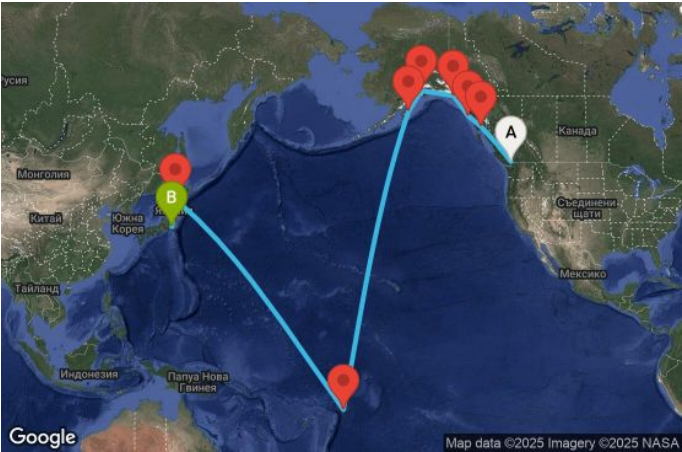 усия
A
Канада
Монголия
B
Я
Съединени
щати
Китай
Южна
Корея
Мексико
Тайланд
Индонезия
Папуа Нова
Гвинея
Google
Map data ©2025 Imagery ©2025 NASA